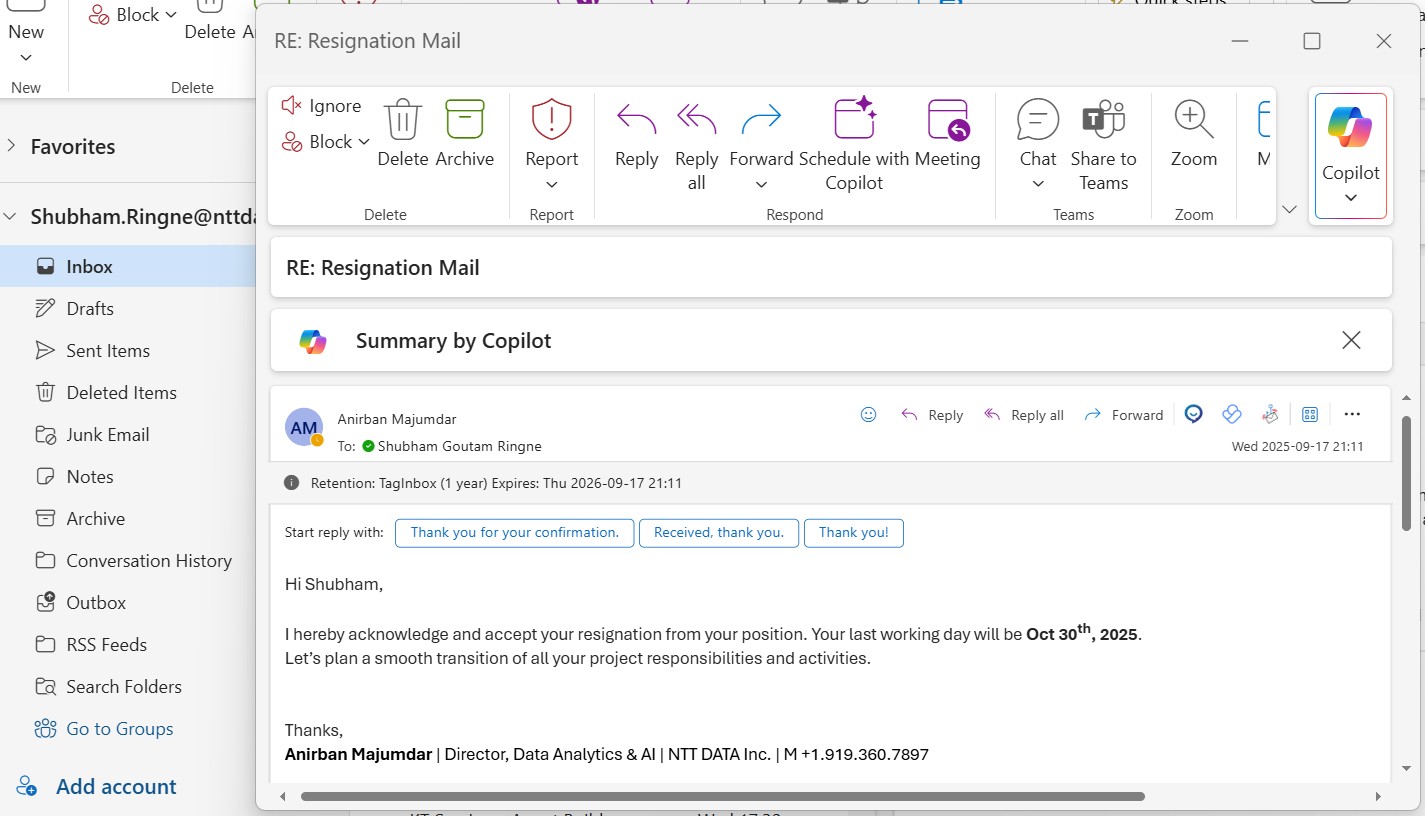 New
Block
Delete
New
Delete
Favorites
Shubham.Ringne@nttda
Inbox
Drafts
Sent Items
Deleted Items
Junk Email
Notes
Archive
Conversation History
Outbox
RSS Feeds
Search Folders
Go to Groups
Add account
RE: Resignation Mail
Ignore
Block
Delete
Archive
Delete
Report
Report
Reply
Reply all
Forward
Schedule with Copilot
Meeting
Respond
Chat
Share to Teams
Teams
Zoom
Zoom
M
Copilot
RE: Resignation Mail
Summary by Copilot
AM
Anirban Majumdar
To: Shubham Goutam Ringne
Reply
Reply all
Forward
Wed 2025-09-17 21:11
Retention: TagInbox (1 year) Expires: Thu 2026-09-17 21:11
Start reply with: Thank you for your confirmation. Received, thank you. Thank you!
Hi Shubham,
I hereby acknowledge and accept your resignation from your position. Your last working day will be Oct 30th, 2025.
Let’s plan a smooth transition of all your project responsibilities and activities.
Thanks,
Anirban Majumdar | Director, Data Analytics & AI | NTT DATA Inc. | M +1.919.360.7897